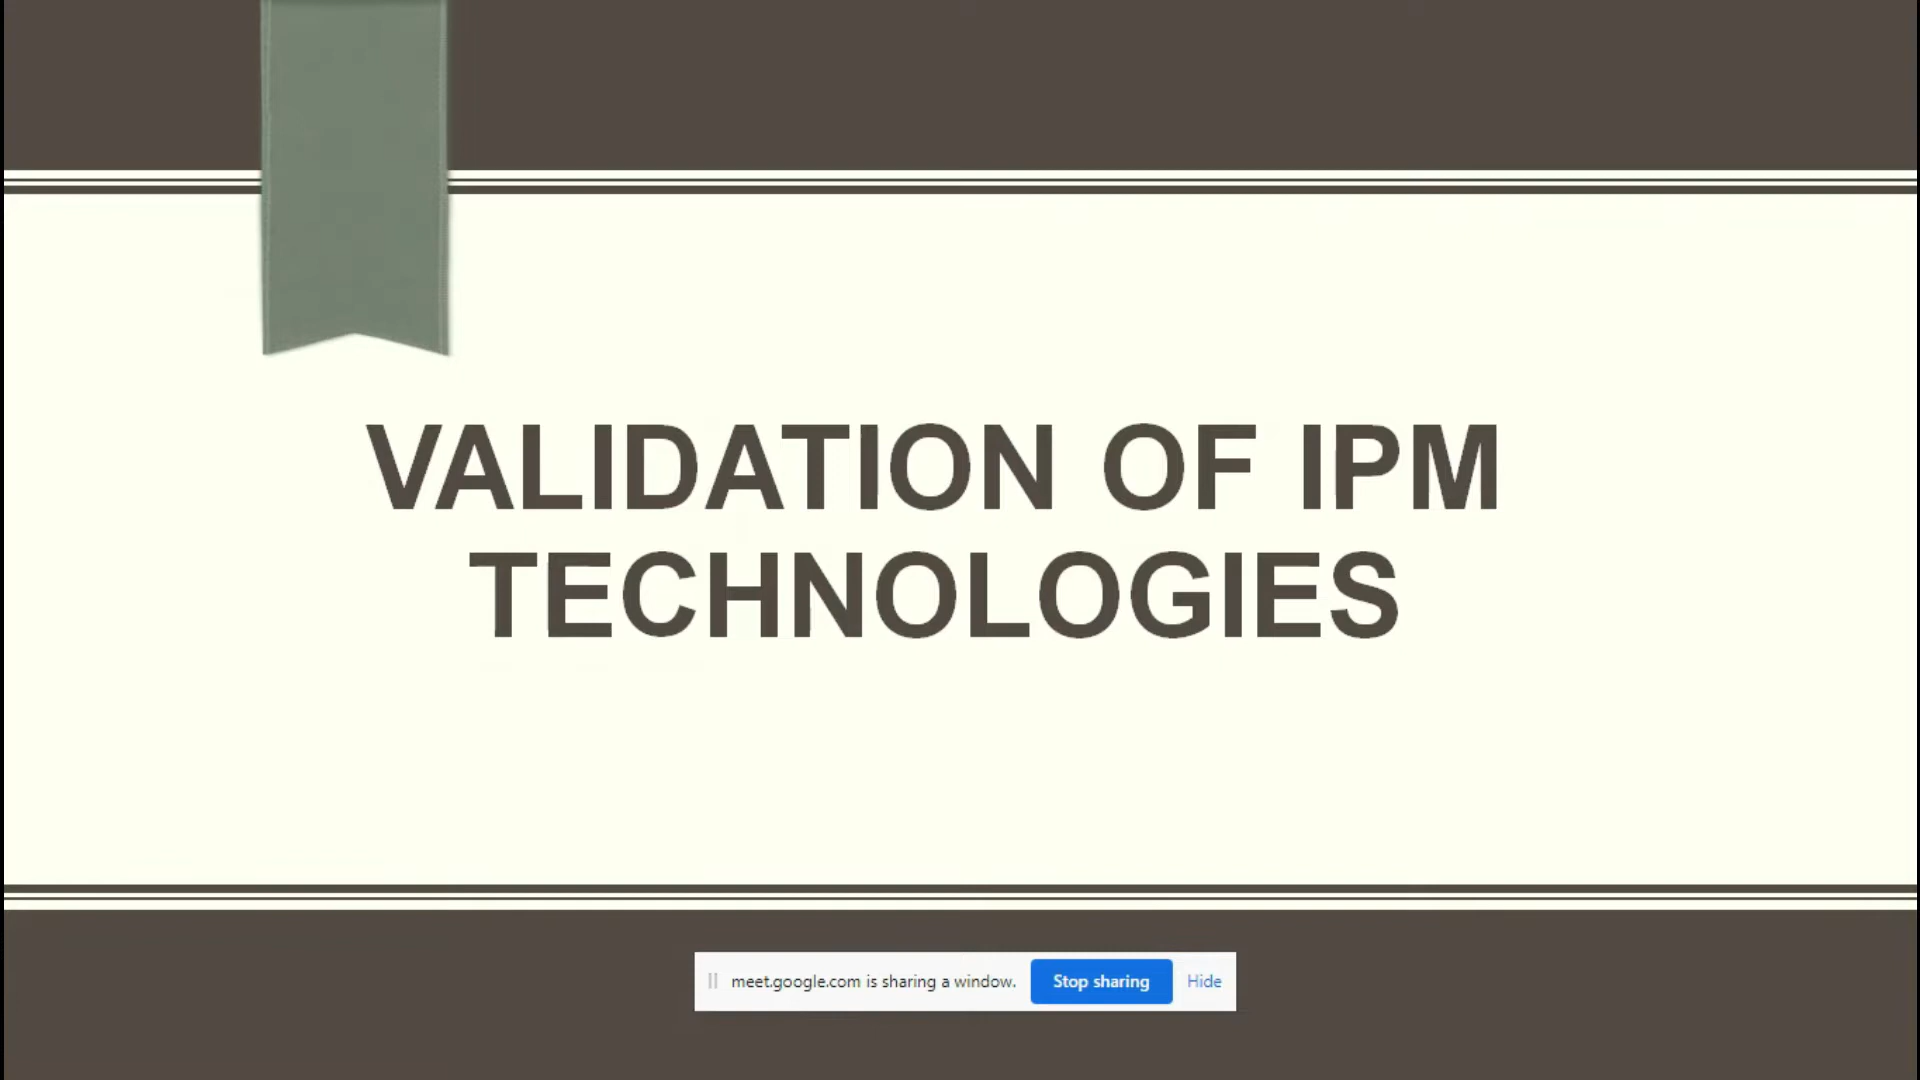 VALIDATION OF IPM
TECHNOLOGIES
meet.google.com is sharing a window. Stop sharing Hide